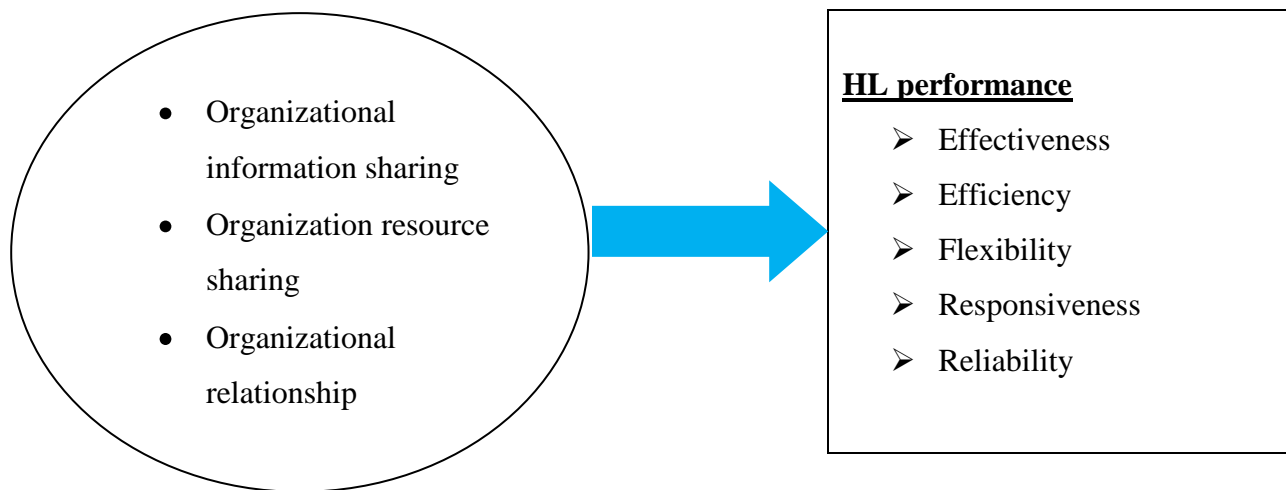 ● Organizational
information sharing
● Organization resource
sharing
● Organizational
relationship
HL performance
➢ Effectiveness
➢ Efficiency
➢ Flexibility
➢ Responsiveness
➢ Reliability